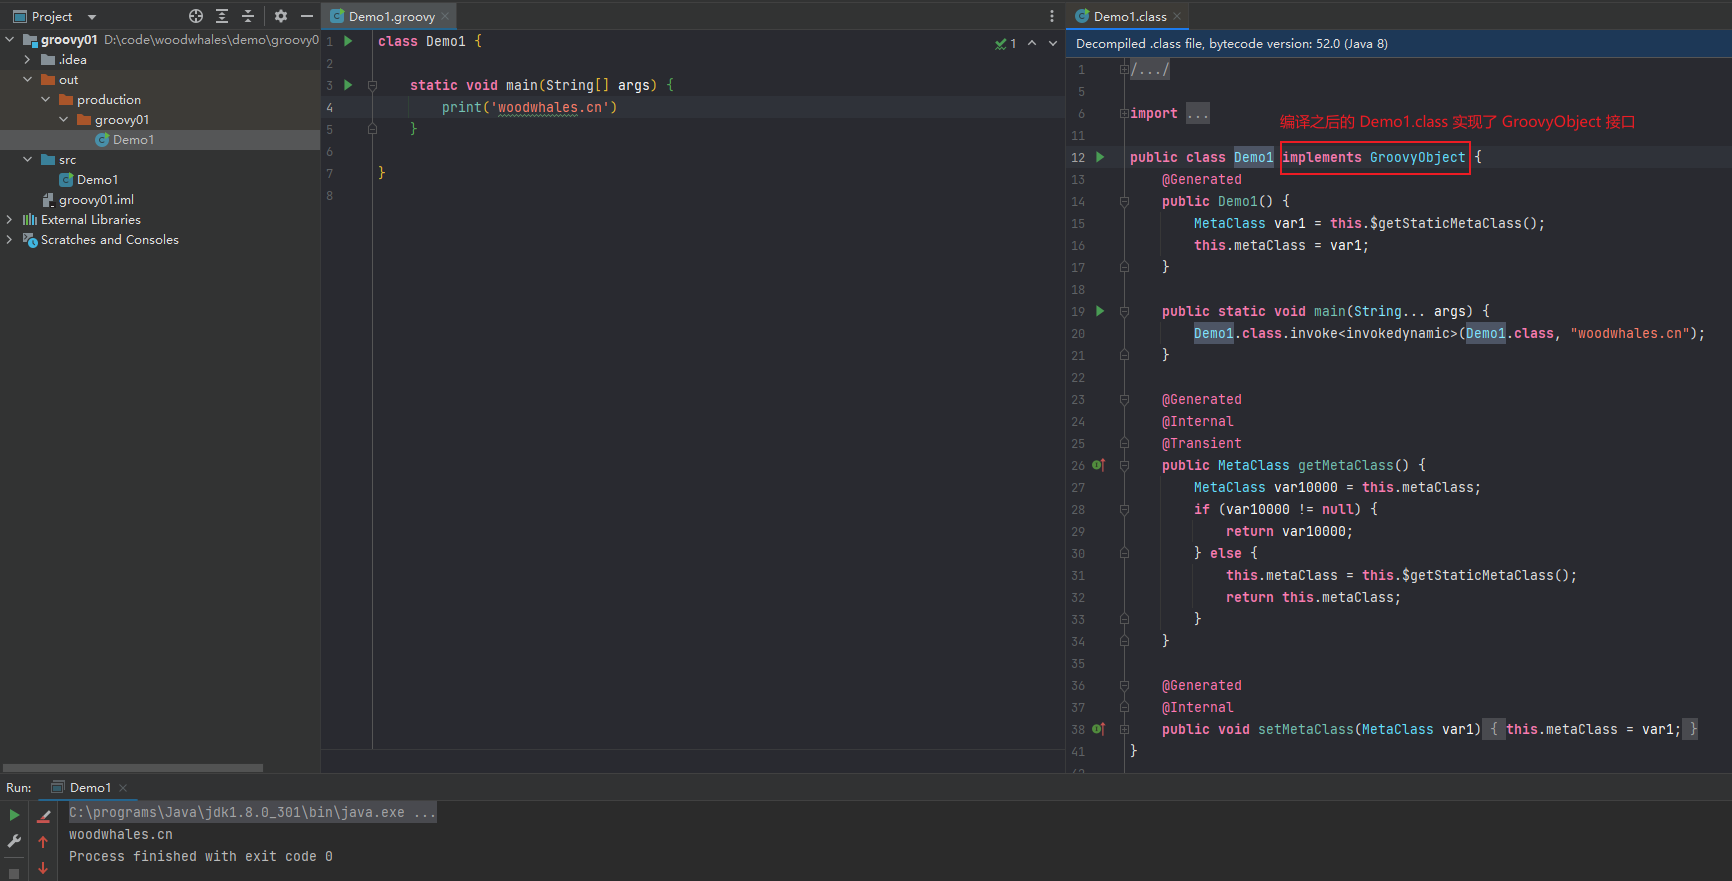 Project
groovy01 D:\code\woodwhales\demo\groovy0
.idea
out
production
groovy01
Demo1
src
Demo1
groovy01.iml
External Libraries
Scratches and Consoles
Demo1.groovy
1
1 class Demo1 {
2
3 static void main(String[] args) {
4 print('woodwhales.cn')
5 }
6
7 }
8
Demo1.class
Decompiled .class file, bytecode version: 52.0 (Java 8)
1 /.../
5
6 import ...
编译之后的 Demo1.class 实现了 GroovyObject 接口
11
12 public class Demo1 implements GroovyObject {
13 @Generated
14 public Demo1() {
15 MetaClass var1 = this.$getStaticMetaClass();
16 this.metaClass = var1;
17 }
18
19 public static void main(String... args) {
20 Demo1.class.invoke<invokedynamic>(Demo1.class, "woodwhales.cn");
21 }
22
23 @Generated
24 @Internal
25 @Transient
26 public MetaClass getMetaClass() {
27 MetaClass var10000 = this.metaClass;
28 if (var10000 != null) {
29 return var10000;
30 } else {
31 this.metaClass = this.$getStaticMetaClass();
32 return this.metaClass;
33 }
34 }
35
36 @Generated
37 @Internal
38 public void setMetaClass(MetaClass var1) { this.metaClass = var1; }
41 }
Run: Demo1
C:\programs\Java\jdk1.8.0_301\bin\java.exe ...
woodwhales.cn
Process finished with exit code 0